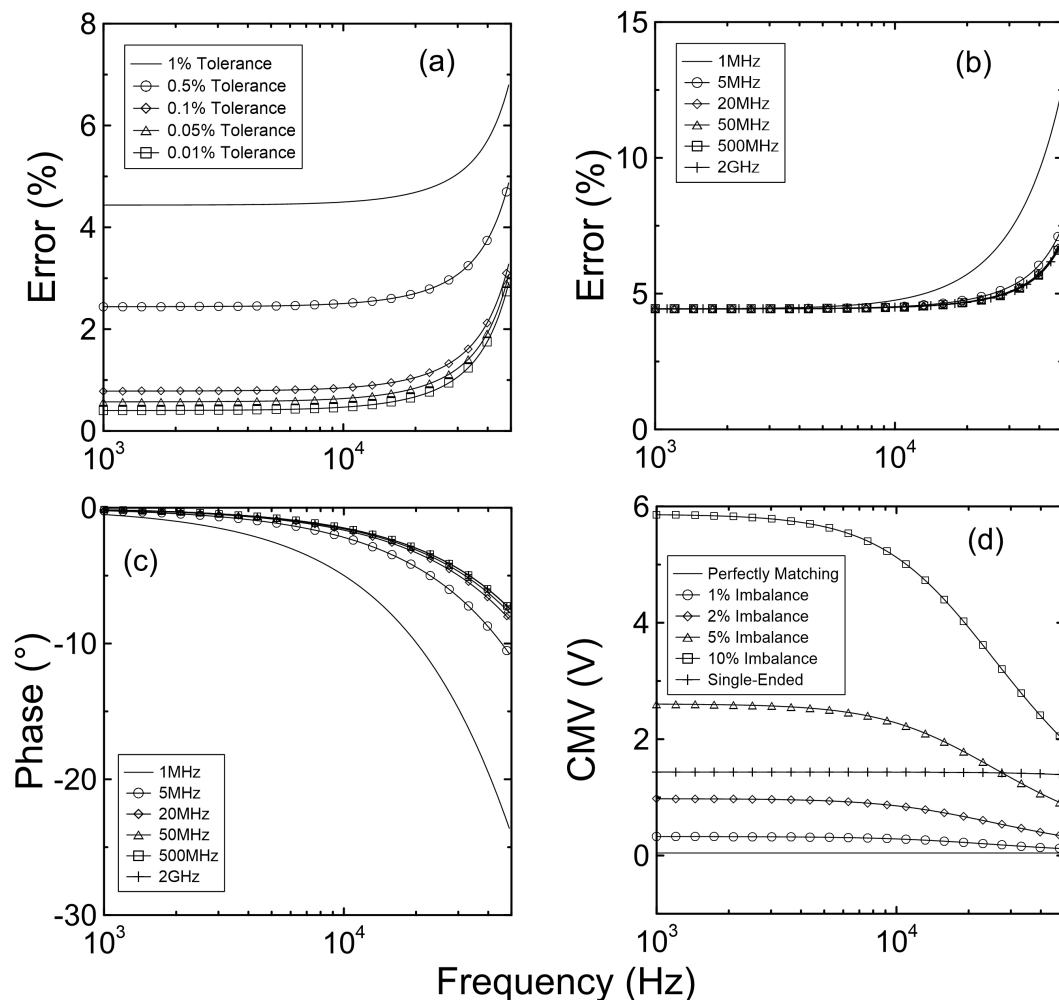 (a)
8
6
4
2
0
Error (%)
1% Tolerance
0.5% Tolerance
0.1% Tolerance
0.05% Tolerance
0.01% Tolerance
10³
10⁴
(b)
15
10
5
0
Error (%)
1MHz
5MHz
20MHz
50MHz
500MHz
2GHz
10³
10⁴
(c)
0
-10
-20
-30
Phase (°)
1MHz
5MHz
20MHz
50MHz
500MHz
2GHz
10³
10⁴
(d)
6
4
2
0
CMV (V)
Perfectly Matching
1% Imbalance
2% Imbalance
5% Imbalance
10% Imbalance
Single-Ended
10³
10⁴
Frequency (Hz)